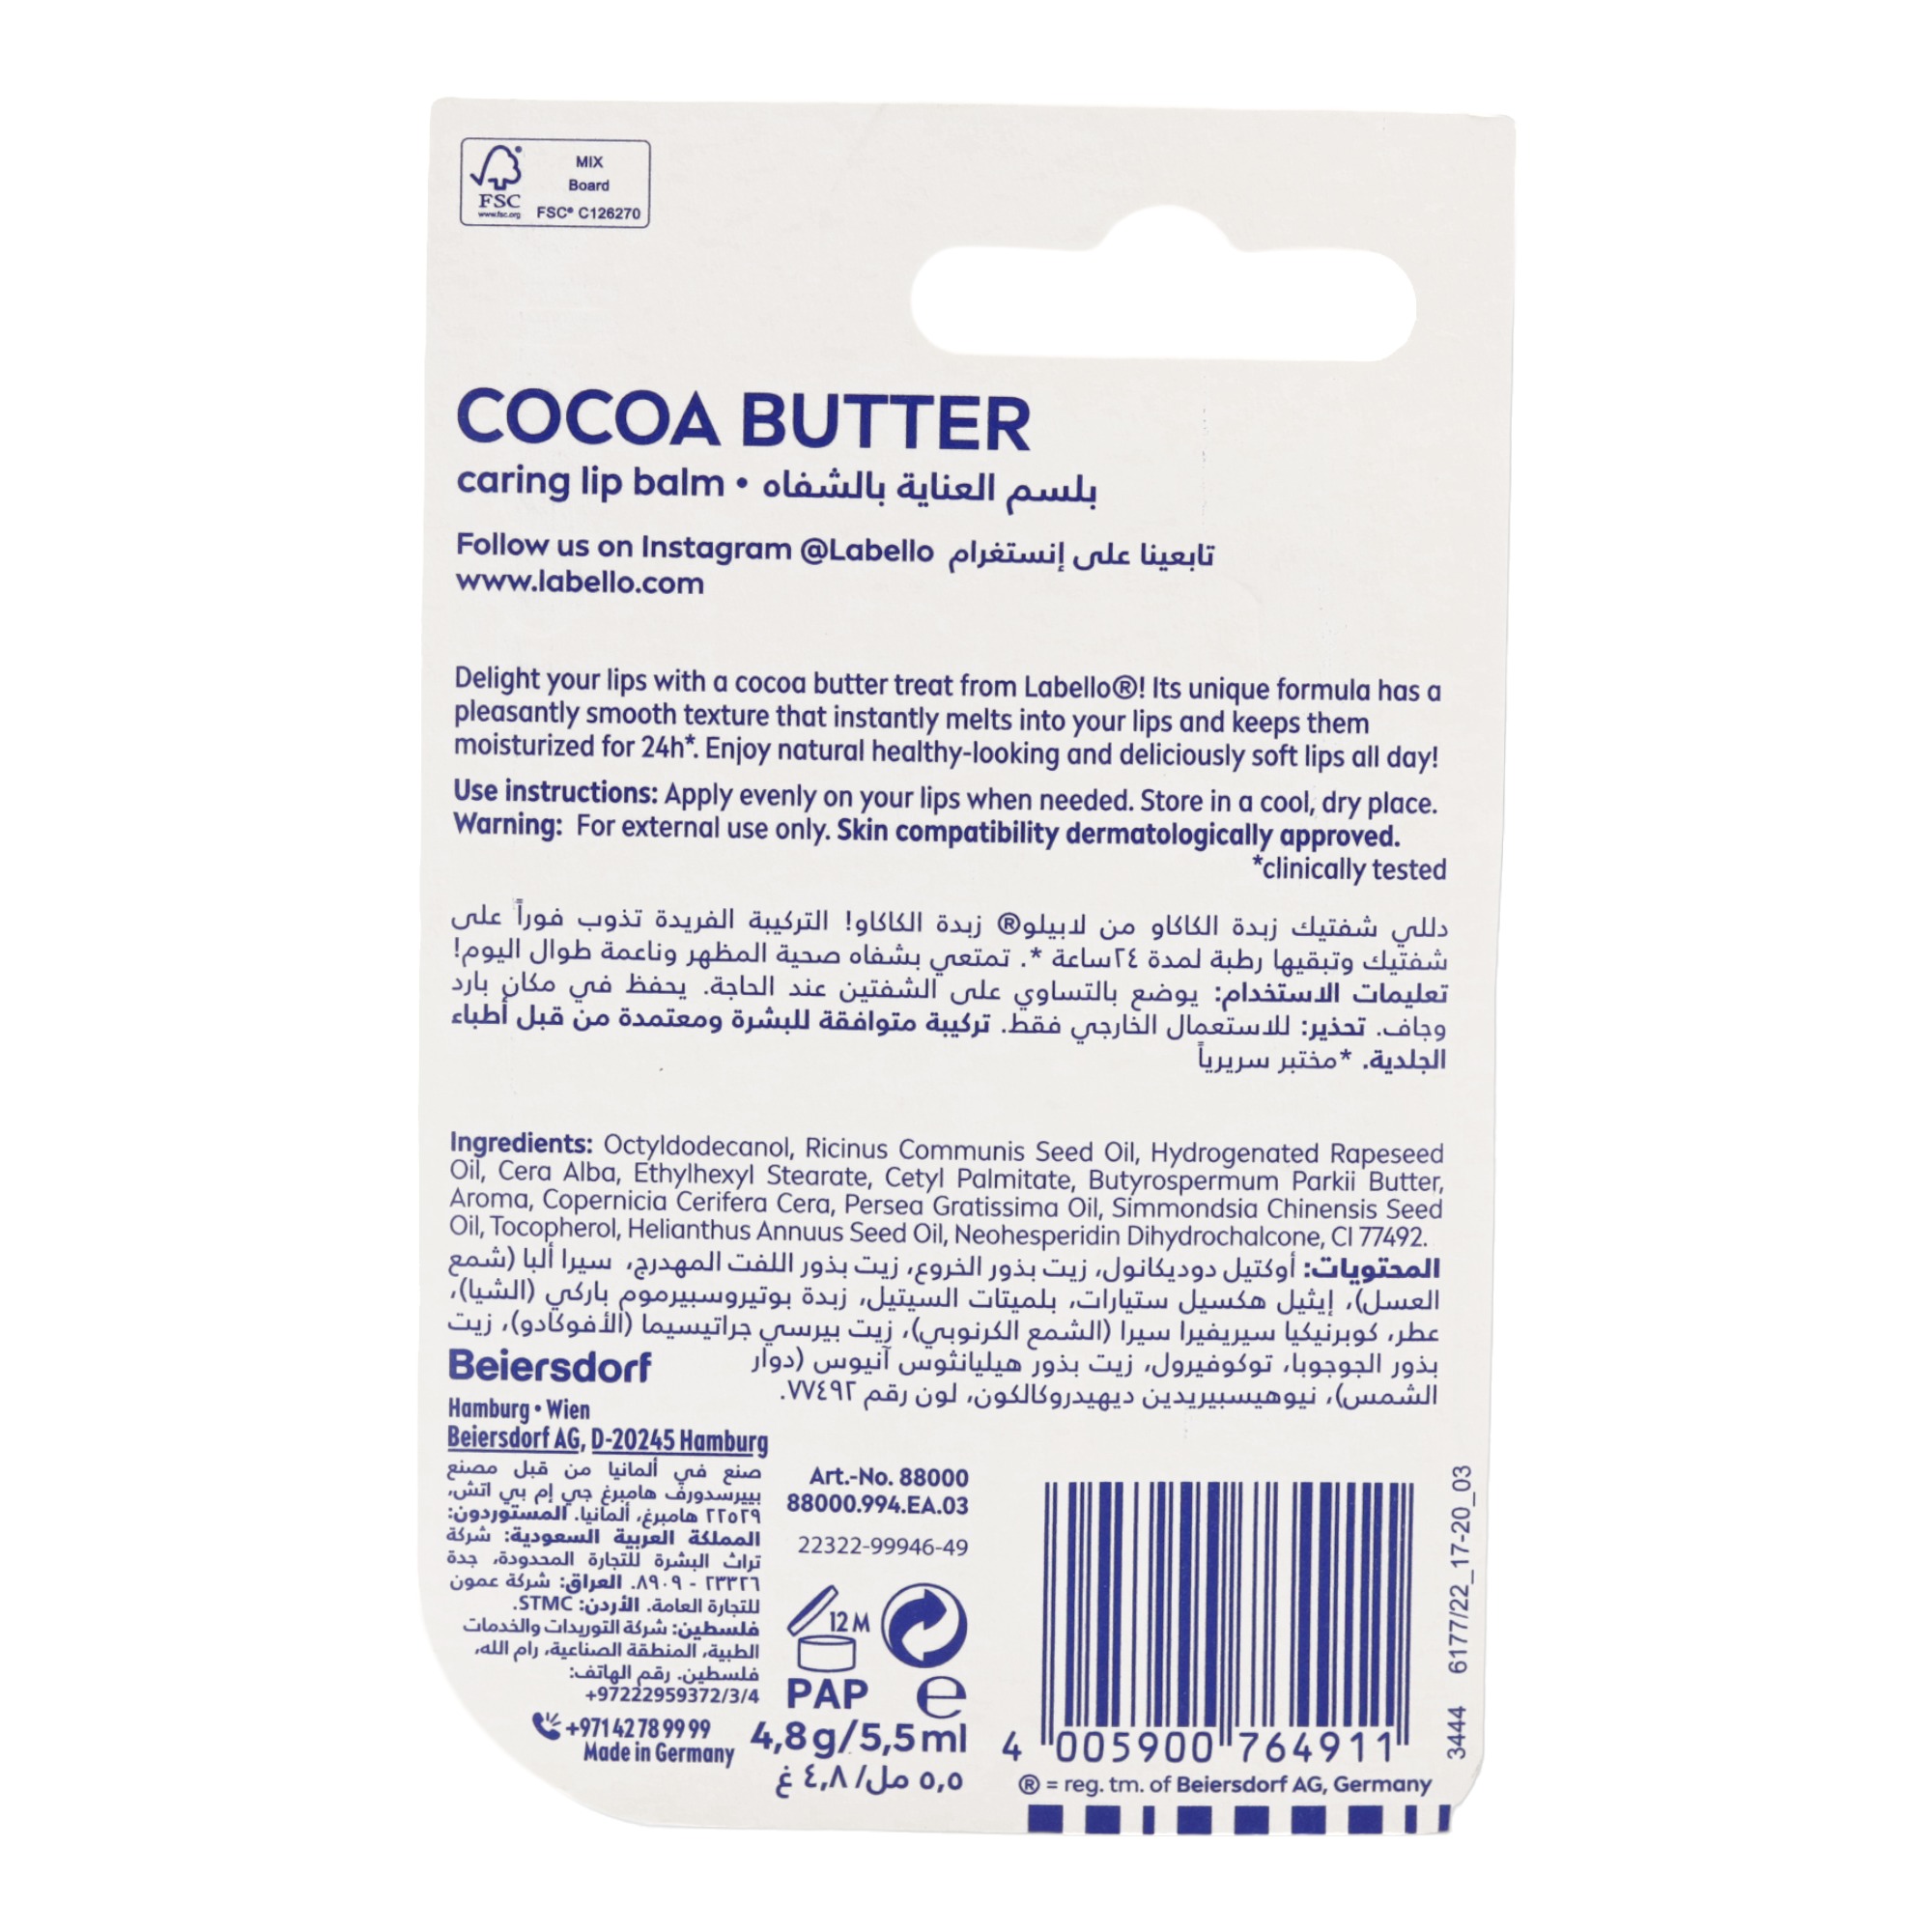 MIX
Board
FSC
www.fsc.org
FSC® C126270
COCOA BUTTER
caring lip balm • بلسم العناية بالشفاه
Follow us on Instagram @Labello تابعينا على إنستغرام
www.labello.com
Delight your lips with a cocoa butter treat from Labello®! Its unique formula has a
pleasantly smooth texture that instantly melts into your lips and keeps them
moisturized for 24h*. Enjoy natural healthy-looking and deliciously soft lips all day!
Use instructions: Apply evenly on your lips when needed. Store in a cool, dry place.
Warning: For external use only. Skin compatibility dermatologically approved.
*clinically tested
دللي شفتيك زبدة الكاكاو من لابيلو® زبدة الكاكاو! التركيبة الفريدة تذوب فوراً على
شفتيك وتبقيها رطبة لمدة ٢٤ساعة *. تمتعي بشفاه صحية المظهر وناعمة طوال اليوم!
تعليمات الاستخدام: يوضع بالتساوي على الشفتين عند الحاجة. يحفظ في مكان بارد
وجاف. تحذير: للاستعمال الخارجي فقط. تركيبة متوافقة للبشرة ومعتمدة من قبل أطباء
الجلدية. *مختبر سريرياً
Ingredients: Octyldodecanol, Ricinus Communis Seed Oil, Hydrogenated Rapeseed
Oil, Cera Alba, Ethylhexyl Stearate, Cetyl Palmitate, Butyrospermum Parkii Butter,
Aroma, Copernicia Cerifera Cera, Persea Gratissima Oil, Simmondsia Chinensis Seed
Oil, Tocopherol, Helianthus Annuus Seed Oil, Neohesperidin Dihydrochalcone, CI 77492.
المحتويات: أوكتيل دوديكانول، زيت بذور الخروع، زيت بذور اللفت المهدرج، سيرا ألبا (شمع
العسل)، إيثيل هكسيل ستيارات، بلميتات السيتيل، زبدة بوتيروسبيرموم باركي (الشيا)،
عطر، كوبرنيكيا سيريفيرا سيرا (الشمع الكرنوبي)، زيت بيرسي جراتيسيما (الأفوكادو)، زيت
بذور الجوجوبا، توكوفيرول، زيت بذور هيليانثوس آنيوس (دوار
الشمس)، نيوهيسبيريدين ديهيدروكالكون، لون رقم ٧٧٤٩٢.
Beiersdorf
Hamburg • Wien
Beiersdorf AG, D-20245 Hamburg
صنع في ألمانيا من قبل مصنع
بييرسدورف هامبرغ جي إم بي اتش،
٢٢٥٢٩ هامبرغ، ألمانيا. المستوردون:
المملكة العربية السعودية: شركة
تراث البشرة للتجارة المحدودة، جدة
٢٣٣٢٦ - ٨٩٠٩. العراق: شركة عمون
للتجارة العامة. الأردن: STMC.
فلسطين: شركة التوريدات والخدمات
الطبية، المنطقة الصناعية، رام الله،
فلسطين. رقم الهاتف:
+97222959372/3/4
+971 42 78 99 99
Made in Germany
Art.-No. 88000
88000.994.EA.03
22322-99946-49
12 M
PAP e
4,8g/5,5ml
٥,٥ مل/ ٤,٨ غ
4 005900 764911
® = reg. tm. of Beiersdorf AG, Germany
3444 6177/22_17-20_03